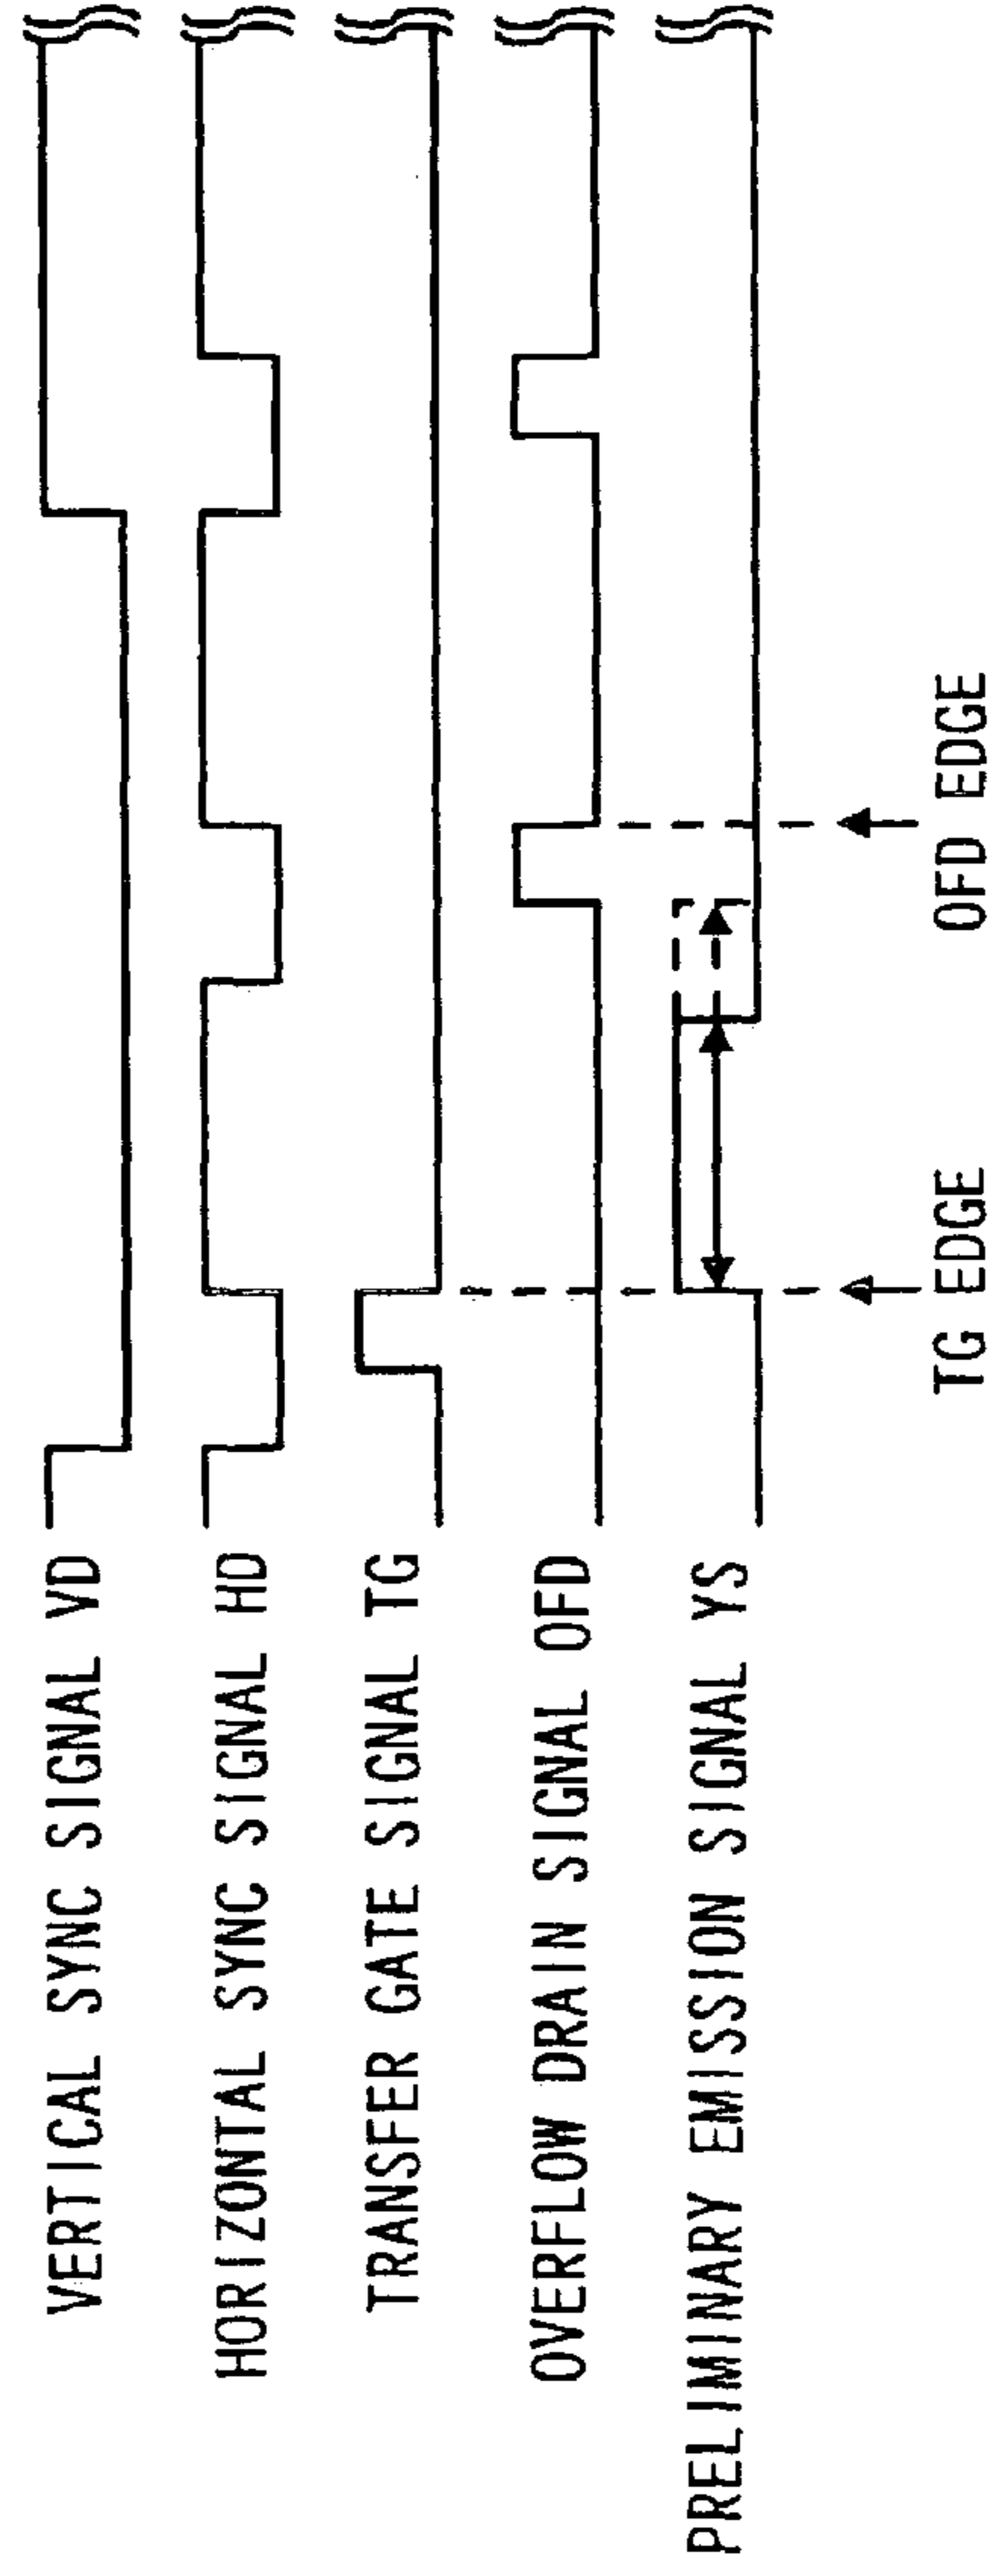 VERTICAL SYNC SIGNAL VD
HORIZONTAL SYNC SIGNAL HD
TRANSFER GATE SIGNAL TG
OVERFLOW DRAIN SIGNAL OFD
PRELIMINARY EMISSION SIGNAL YS
TG EDGE
OFD EDGE